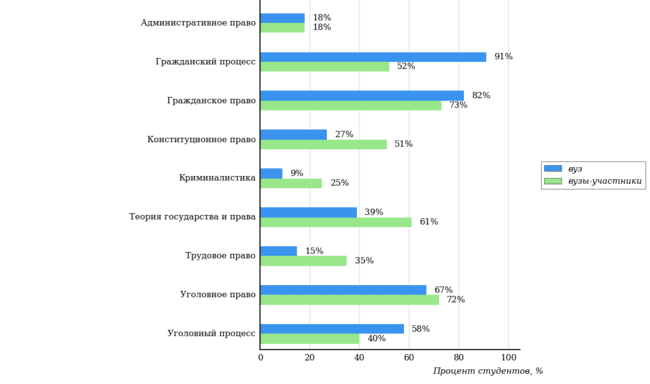 Административное право
18%
18%
Гражданский процесс
91%
52%
Гражданское право
82%
73%
Конституционное право
27%
51%
Криминалистика
9%
25%
Теория государства и права
39%
61%
Трудовое право
15%
35%
Уголовное право
67%
72%
Уголовный процесс
58%
40%
0 20 40 60 80 100
Процент студентов, %
вуз
вузы-участники